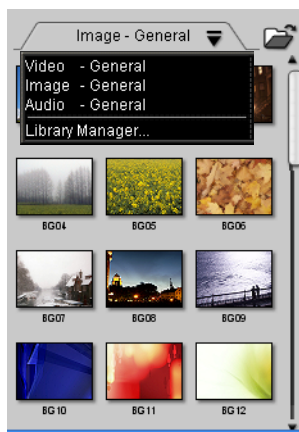 Image - General
Video - General
Image - General
Audio - General
Library Manager...
BG04 BG05 BG06
BG07 BG08 BG09
BG10 BG11 BG12